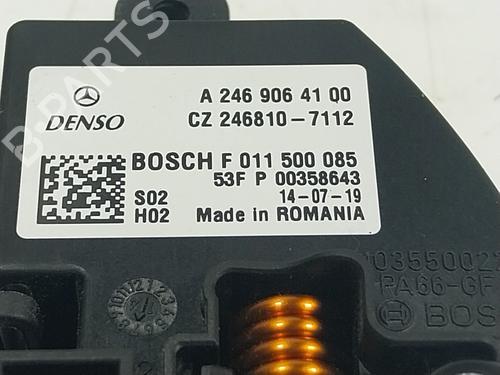 A 246 906 41 00
DENSO
CZ 246810-7112
BOSCH F 011 500 085
53F P 00358643
S02
14-07-19
H02
Made in ROMANIA
PA66-GF
BOS
B-PARTS